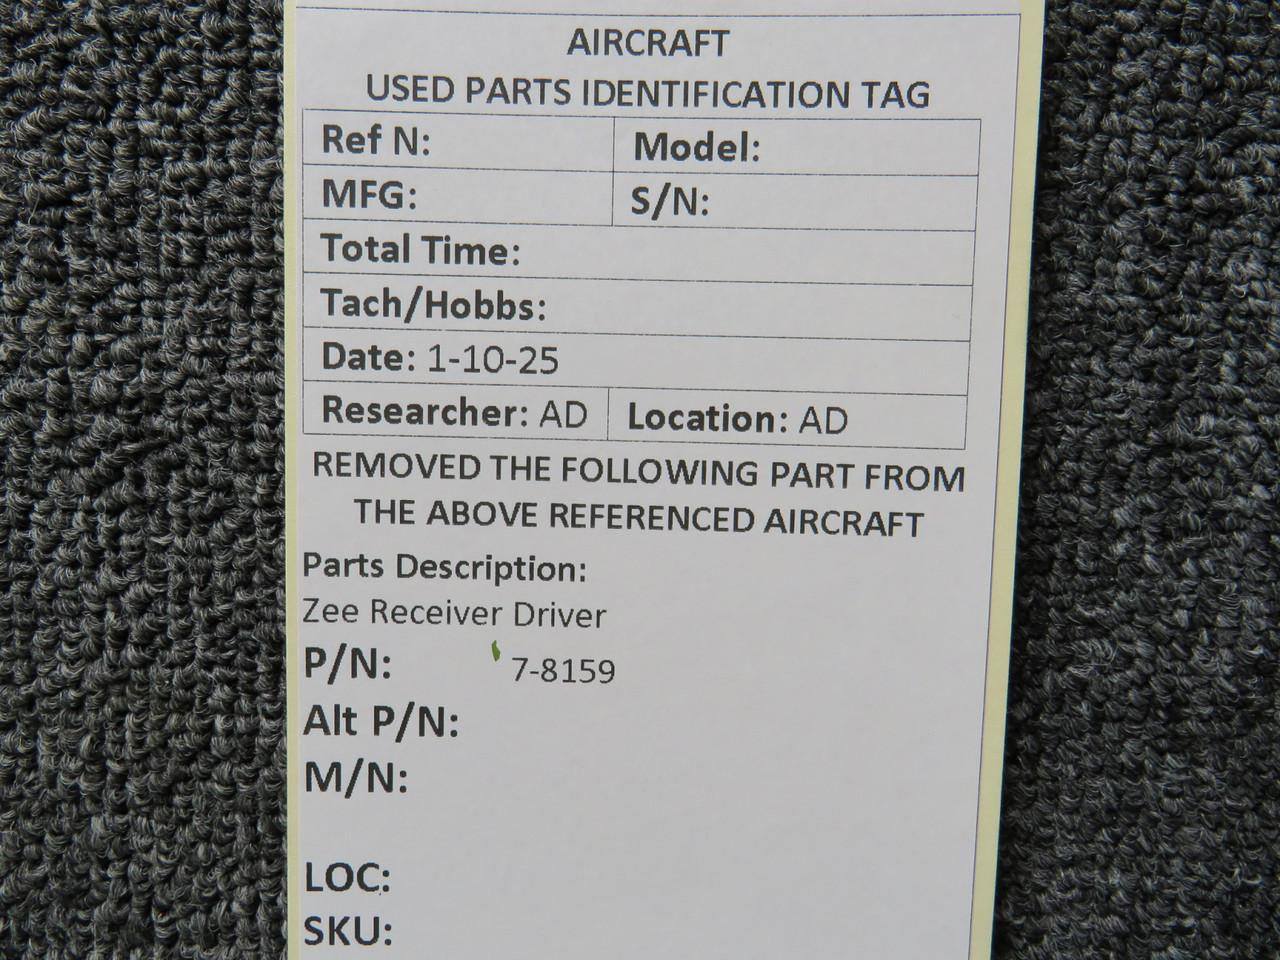 AIRCRAFT
USED PARTS IDENTIFICATION TAG
Ref N: Model:
MFG: S/N:
Total Time:
Tach/Hobbs:
Date: 1-10-25
Researcher: AD Location: AD
REMOVED THE FOLLOWING PART FROM
THE ABOVE REFERENCED AIRCRAFT
Parts Description:
Zee Receiver Driver
P/N: 7-8159
Alt P/N:
M/N:
LOC:
SKU: